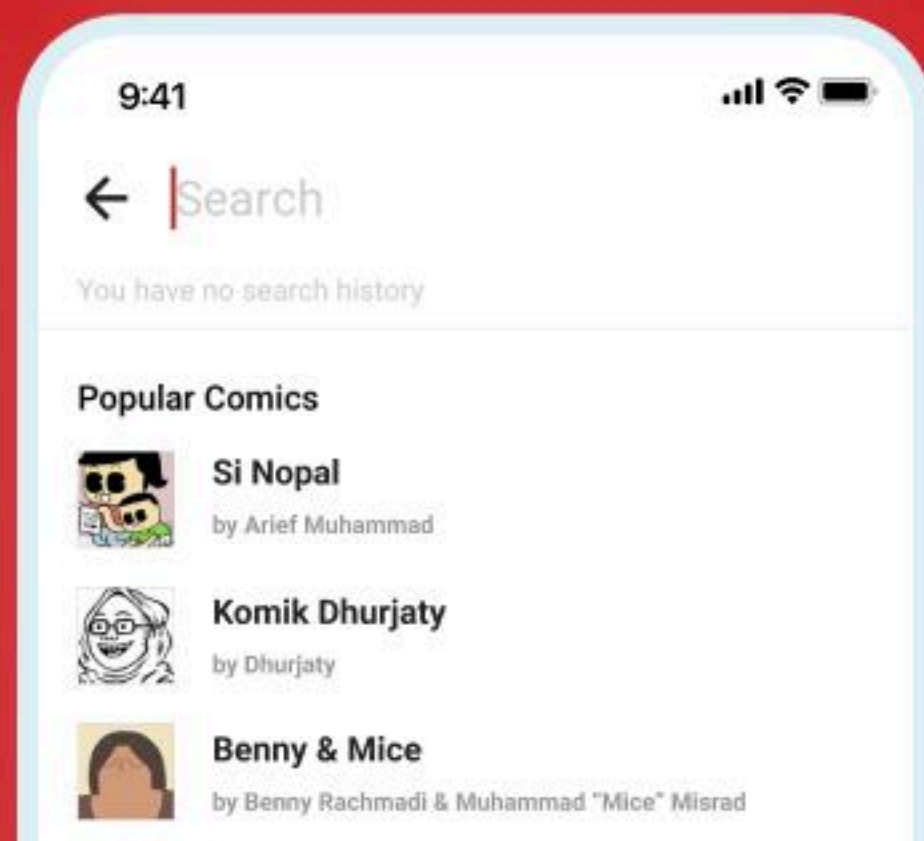 9:41
Search
You have no search history
Popular Comics
Si Nopal
by Arief Muhammad
Komik Dhurjaty
by Dhurjaty
Benny & Mice
by Benny Rachmadi & Muhammad “Mice” Misrad